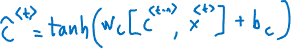 c̃^{<t>} = tanh(W_c[c^{<t-1>}, x^{<t>}] + b_c)